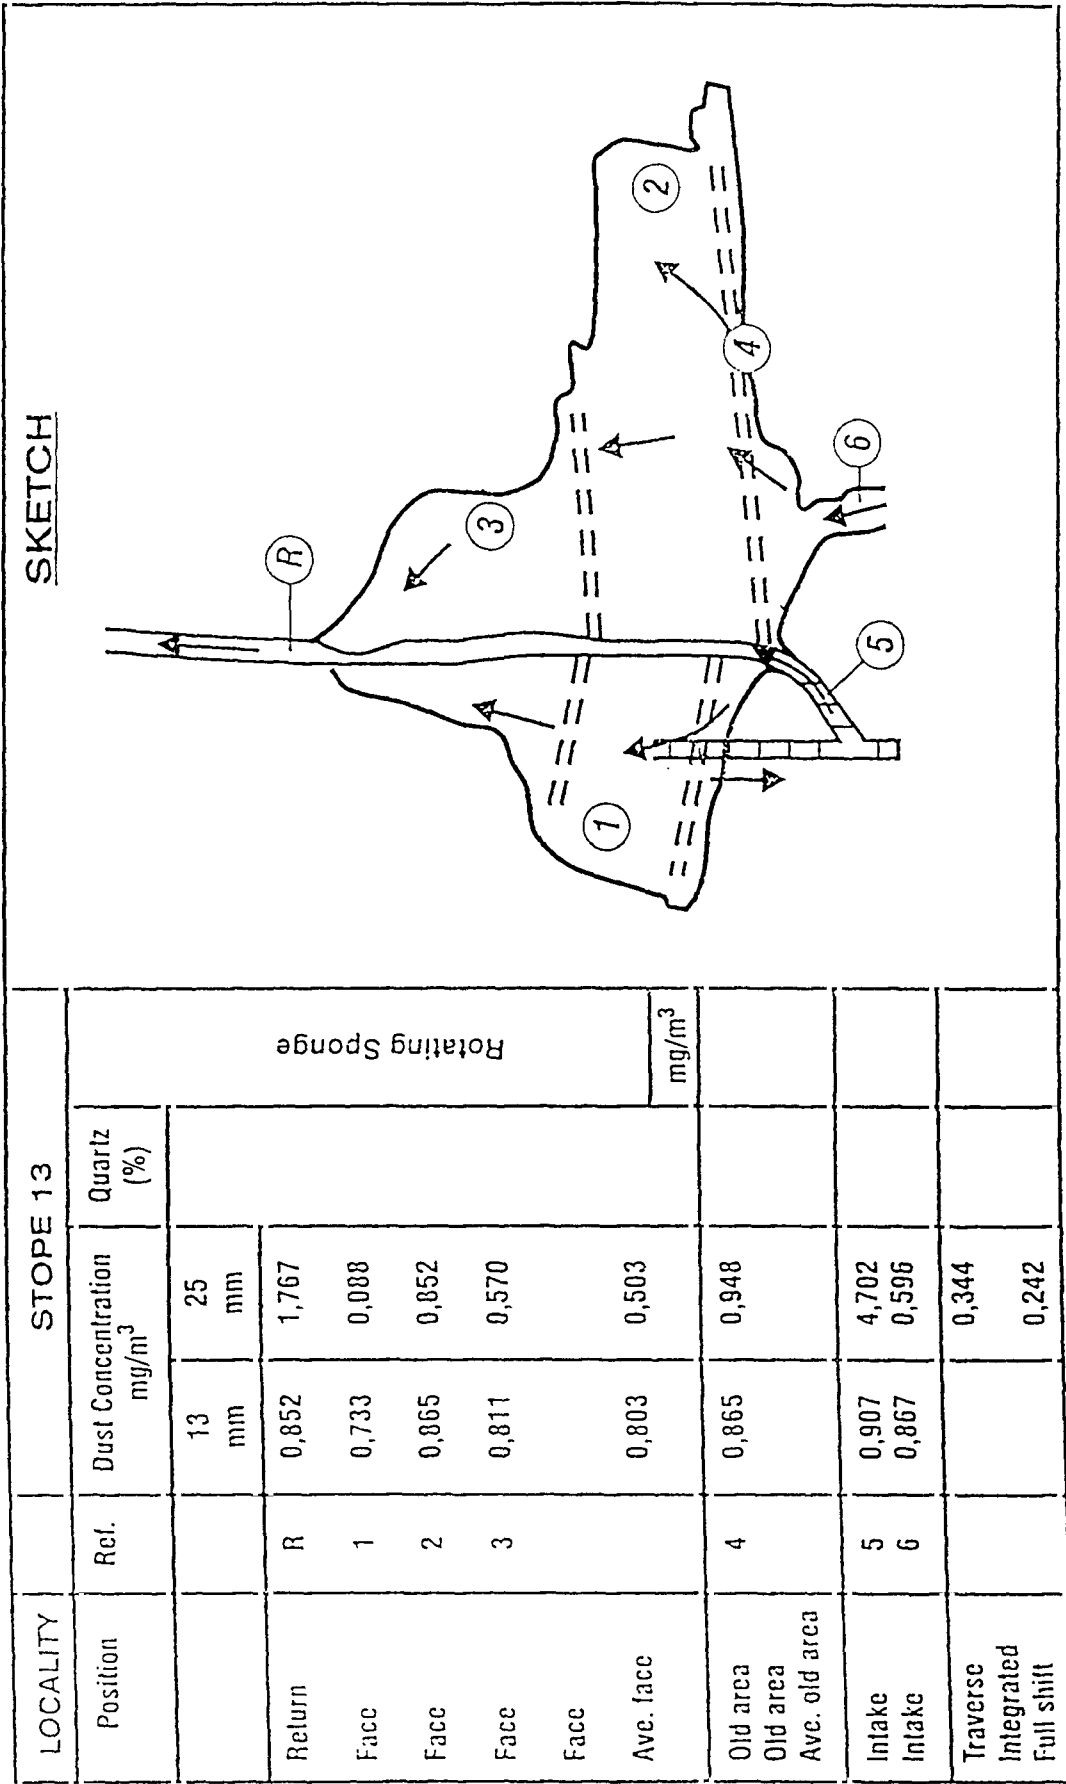 LOCALITY STOPE 13
Position Ref. Dust Concentration mg/m³ Quartz (%) Rotating Sponge
13 mm 25 mm
Return R 0,852 1,767
Face 1 0,733 0,088
Face 2 0,865 0,852
Face 3 0,811 0,570
Face
Ave. face 0,803 0,503
mg/m³
Old area 4 0,865 0,948
Old area
Ave. old area
Intake 5 0,907 4,702
Intake 6 0,867 0,596
Traverse 0,344
Integrated
Full shift 0,242
SKETCH
R
1
2
3
4
5
6